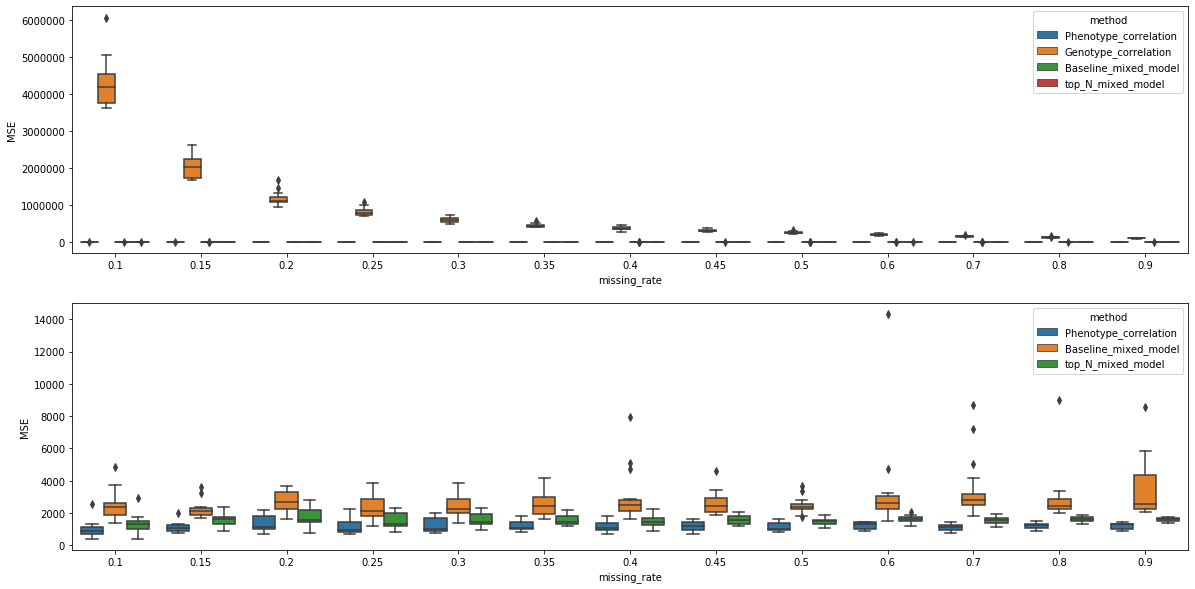 6000000
5000000
4000000
3000000
2000000
1000000
0
MSE
method
Phenotype_correlation
Genotype_correlation
Baseline_mixed_model
top_N_mixed_model
0.1 0.15 0.2 0.25 0.3 0.35 0.4 0.45 0.5 0.6 0.7 0.8 0.9
missing_rate
14000
12000
10000
8000
6000
4000
2000
0
MSE
method
Phenotype_correlation
Baseline_mixed_model
top_N_mixed_model
0.1 0.15 0.2 0.25 0.3 0.35 0.4 0.45 0.5 0.6 0.7 0.8 0.9
missing_rate